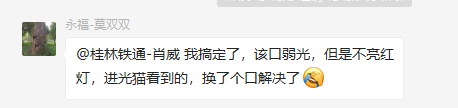 永福-莫双双
@桂林铁通-肖威 我搞定了，该口弱光，但是不亮红
灯，进光猫看到的，换了个口解决了